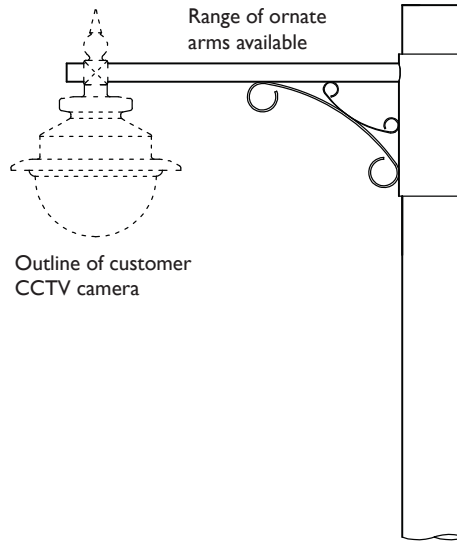 Range of ornate
arms available
Outline of customer
CCTV camera